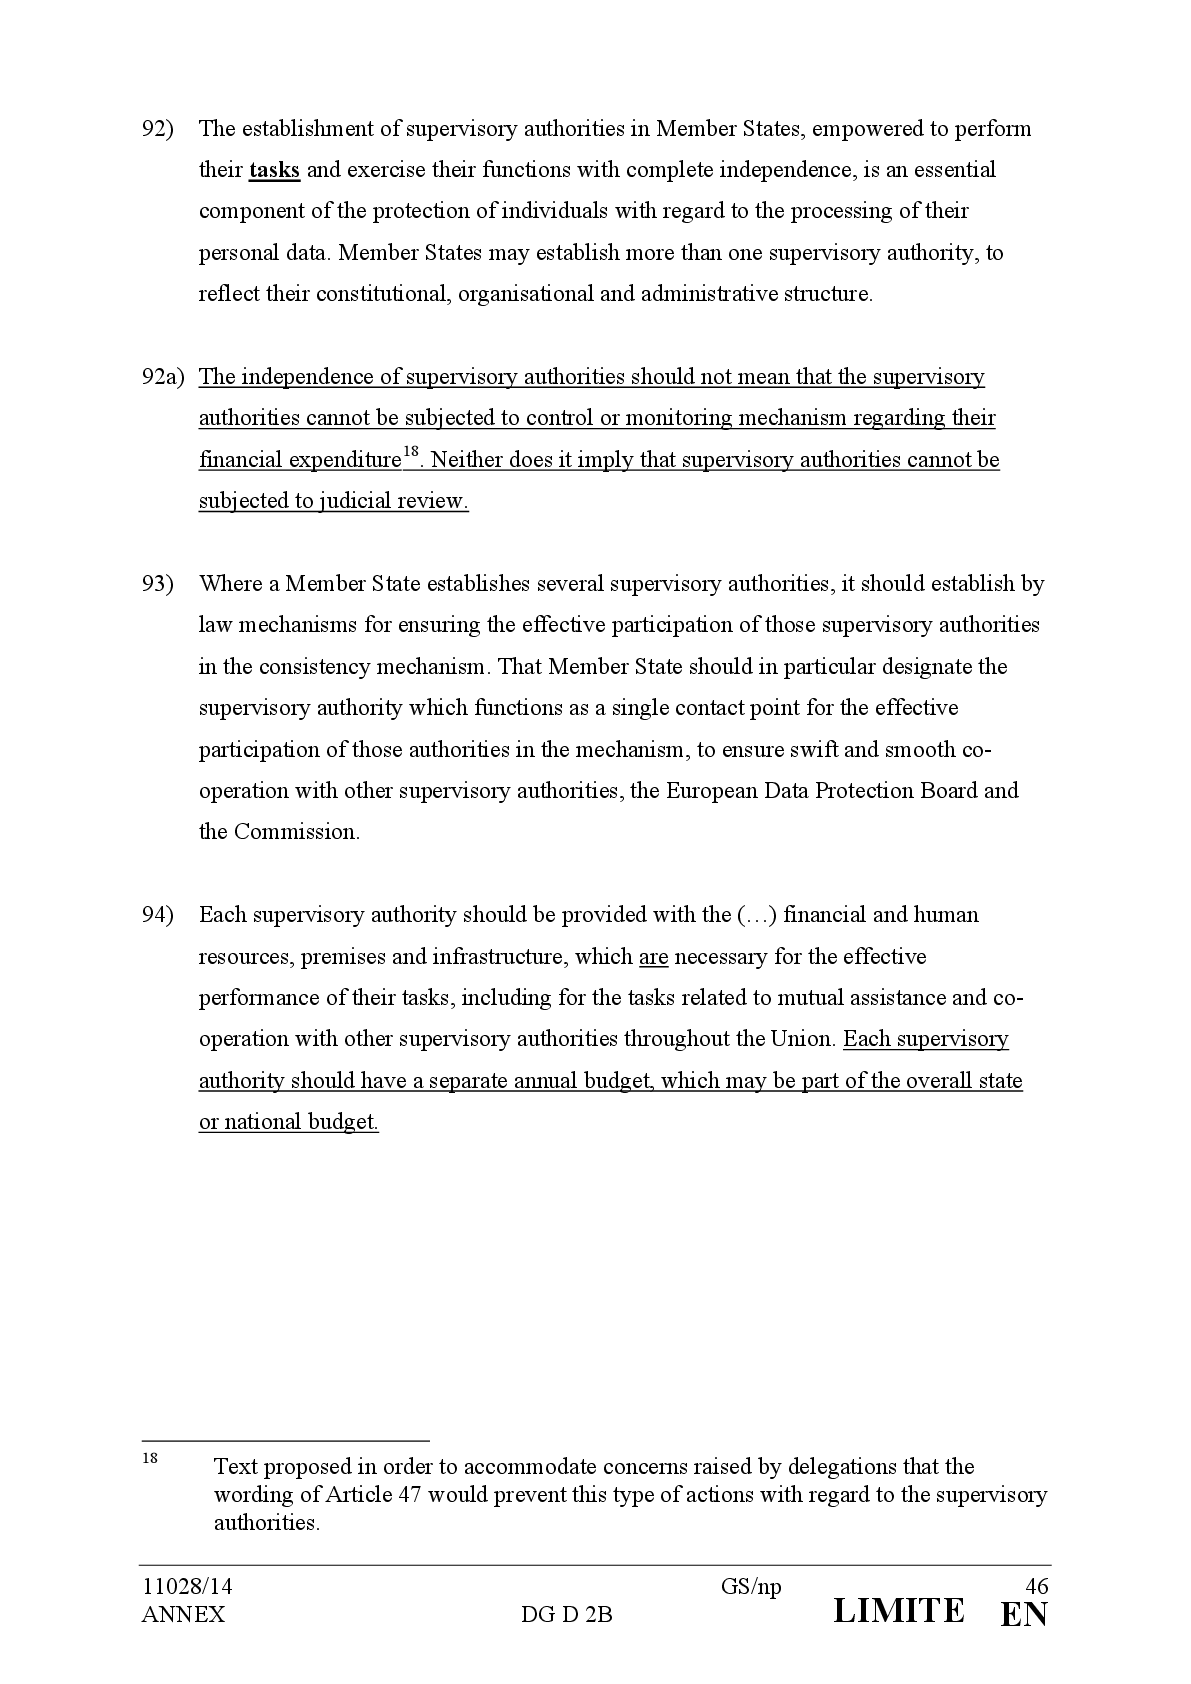 92) The establishment of supervisory authorities in Member States, empowered to perform
their tasks and exercise their functions with complete independence, is an essential
component of the protection of individuals with regard to the processing of their
personal data. Member States may establish more than one supervisory authority, to
reflect their constitutional, organisational and administrative structure.
92a) The independence of supervisory authorities should not mean that the supervisory
authorities cannot be subjected to control or monitoring mechanism regarding their
financial expenditure18. Neither does it imply that supervisory authorities cannot be
subjected to judicial review.
93) Where a Member State establishes several supervisory authorities, it should establish by
law mechanisms for ensuring the effective participation of those supervisory authorities
in the consistency mechanism. That Member State should in particular designate the
supervisory authority which functions as a single contact point for the effective
participation of those authorities in the mechanism, to ensure swift and smooth co-
operation with other supervisory authorities, the European Data Protection Board and
the Commission.
94) Each supervisory authority should be provided with the (…) financial and human
resources, premises and infrastructure, which are necessary for the effective
performance of their tasks, including for the tasks related to mutual assistance and co-
operation with other supervisory authorities throughout the Union. Each supervisory
authority should have a separate annual budget, which may be part of the overall state
or national budget.
18 Text proposed in order to accommodate concerns raised by delegations that the
wording of Article 47 would prevent this type of actions with regard to the supervisory
authorities.
11028/14 GS/np 46
ANNEX DG D 2B LIMITE EN